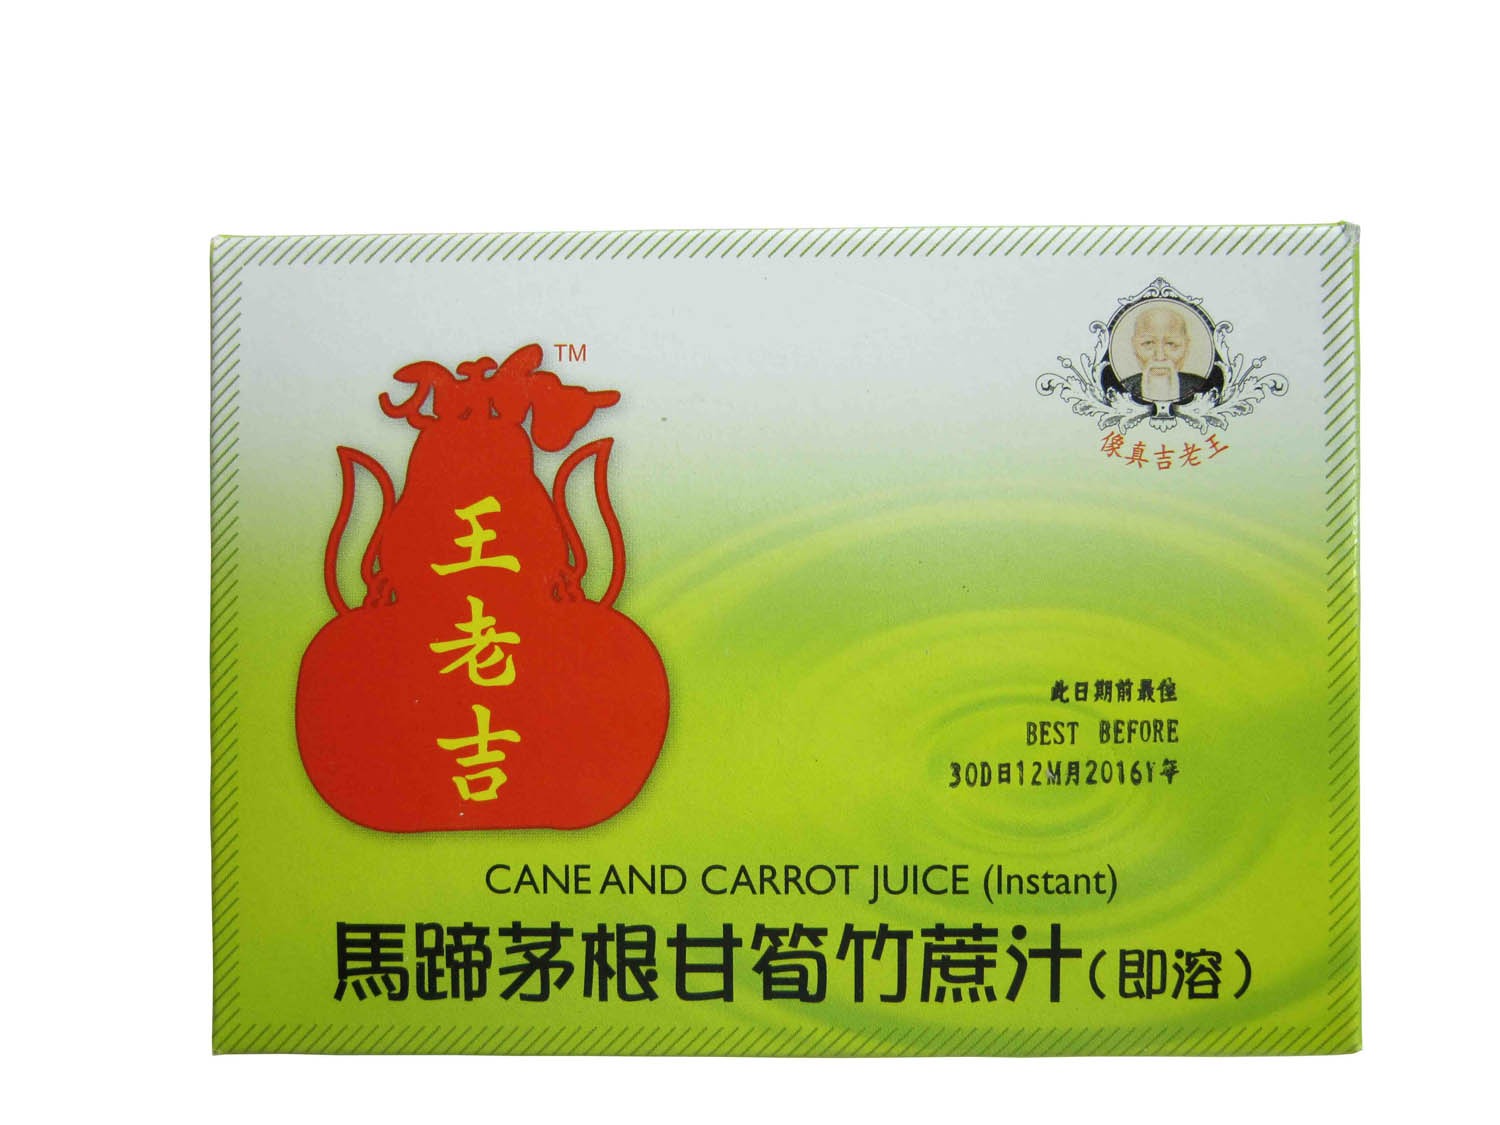 TM
王老吉
像真吉老王
此日期前最佳
BEST BEFORE
30D日12M月2016Y年
CANE AND CARROT JUICE (Instant)
馬蹄茅根甘筍竹蔗汁(即溶)